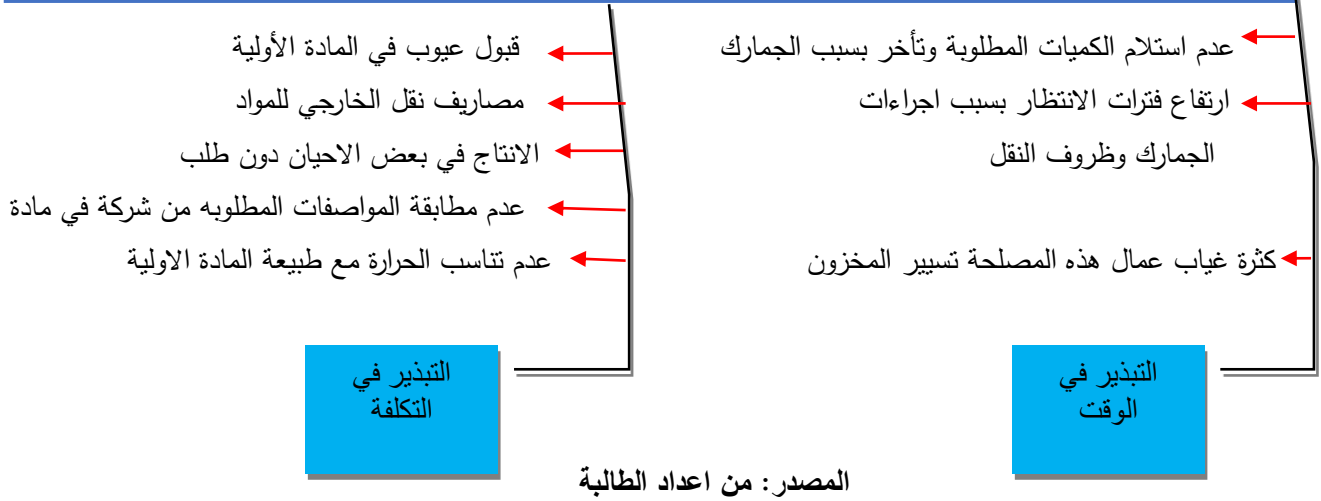 عدم استلام الكميات المطلوبة وتأخر بسبب الجمارك
ارتفاع فترات الانتظار بسبب اجراءات
الجمارك وظروف النقل
كثرة غياب عمال هذه المصلحة تسيير المخزون
التبذير في
الوقت
قبول عيوب في المادة الأولية
مصاريف نقل الخارجي للمواد
الانتاج في بعض الاحيان دون طلب
عدم مطابقة المواصفات المطلوبه من شركة في مادة
عدم تناسب الحرارة مع طبيعة المادة الاولية
التبذير في
التكلفة
المصدر: من اعداد الطالبة